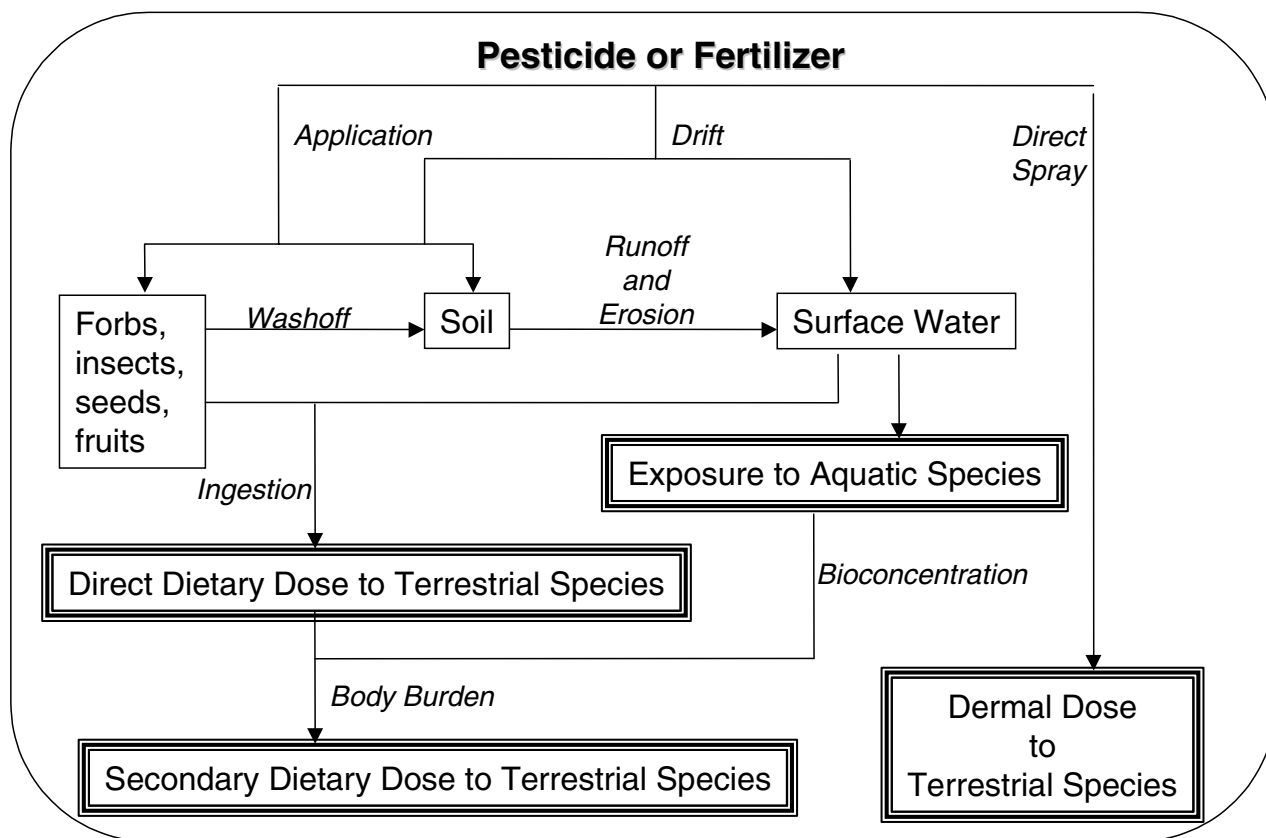 Pesticide or Fertilizer
Application
Drift
Direct
Spray
Runoff
and
Erosion
Forbs,
insects,
seeds,
fruits
Washoff
Soil
Surface Water
Exposure to Aquatic Species
Ingestion
Direct Dietary Dose to Terrestrial Species
Bioconcentration
Body Burden
Dermal Dose
to
Terrestrial Species
Secondary Dietary Dose to Terrestrial Species